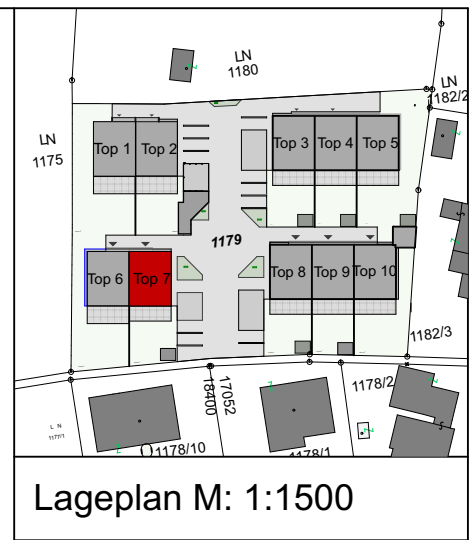 LN
1180
LN
1182/2
LN
1175
Top 1
Top 2
Top 3
Top 4
Top 5
1179
Top 6
Top 7
Top 8
Top 9
Top 10
1182/3
17052
18400
1178/2
L N
1177/1
1178/10
1178/1
Lageplan M: 1:1500